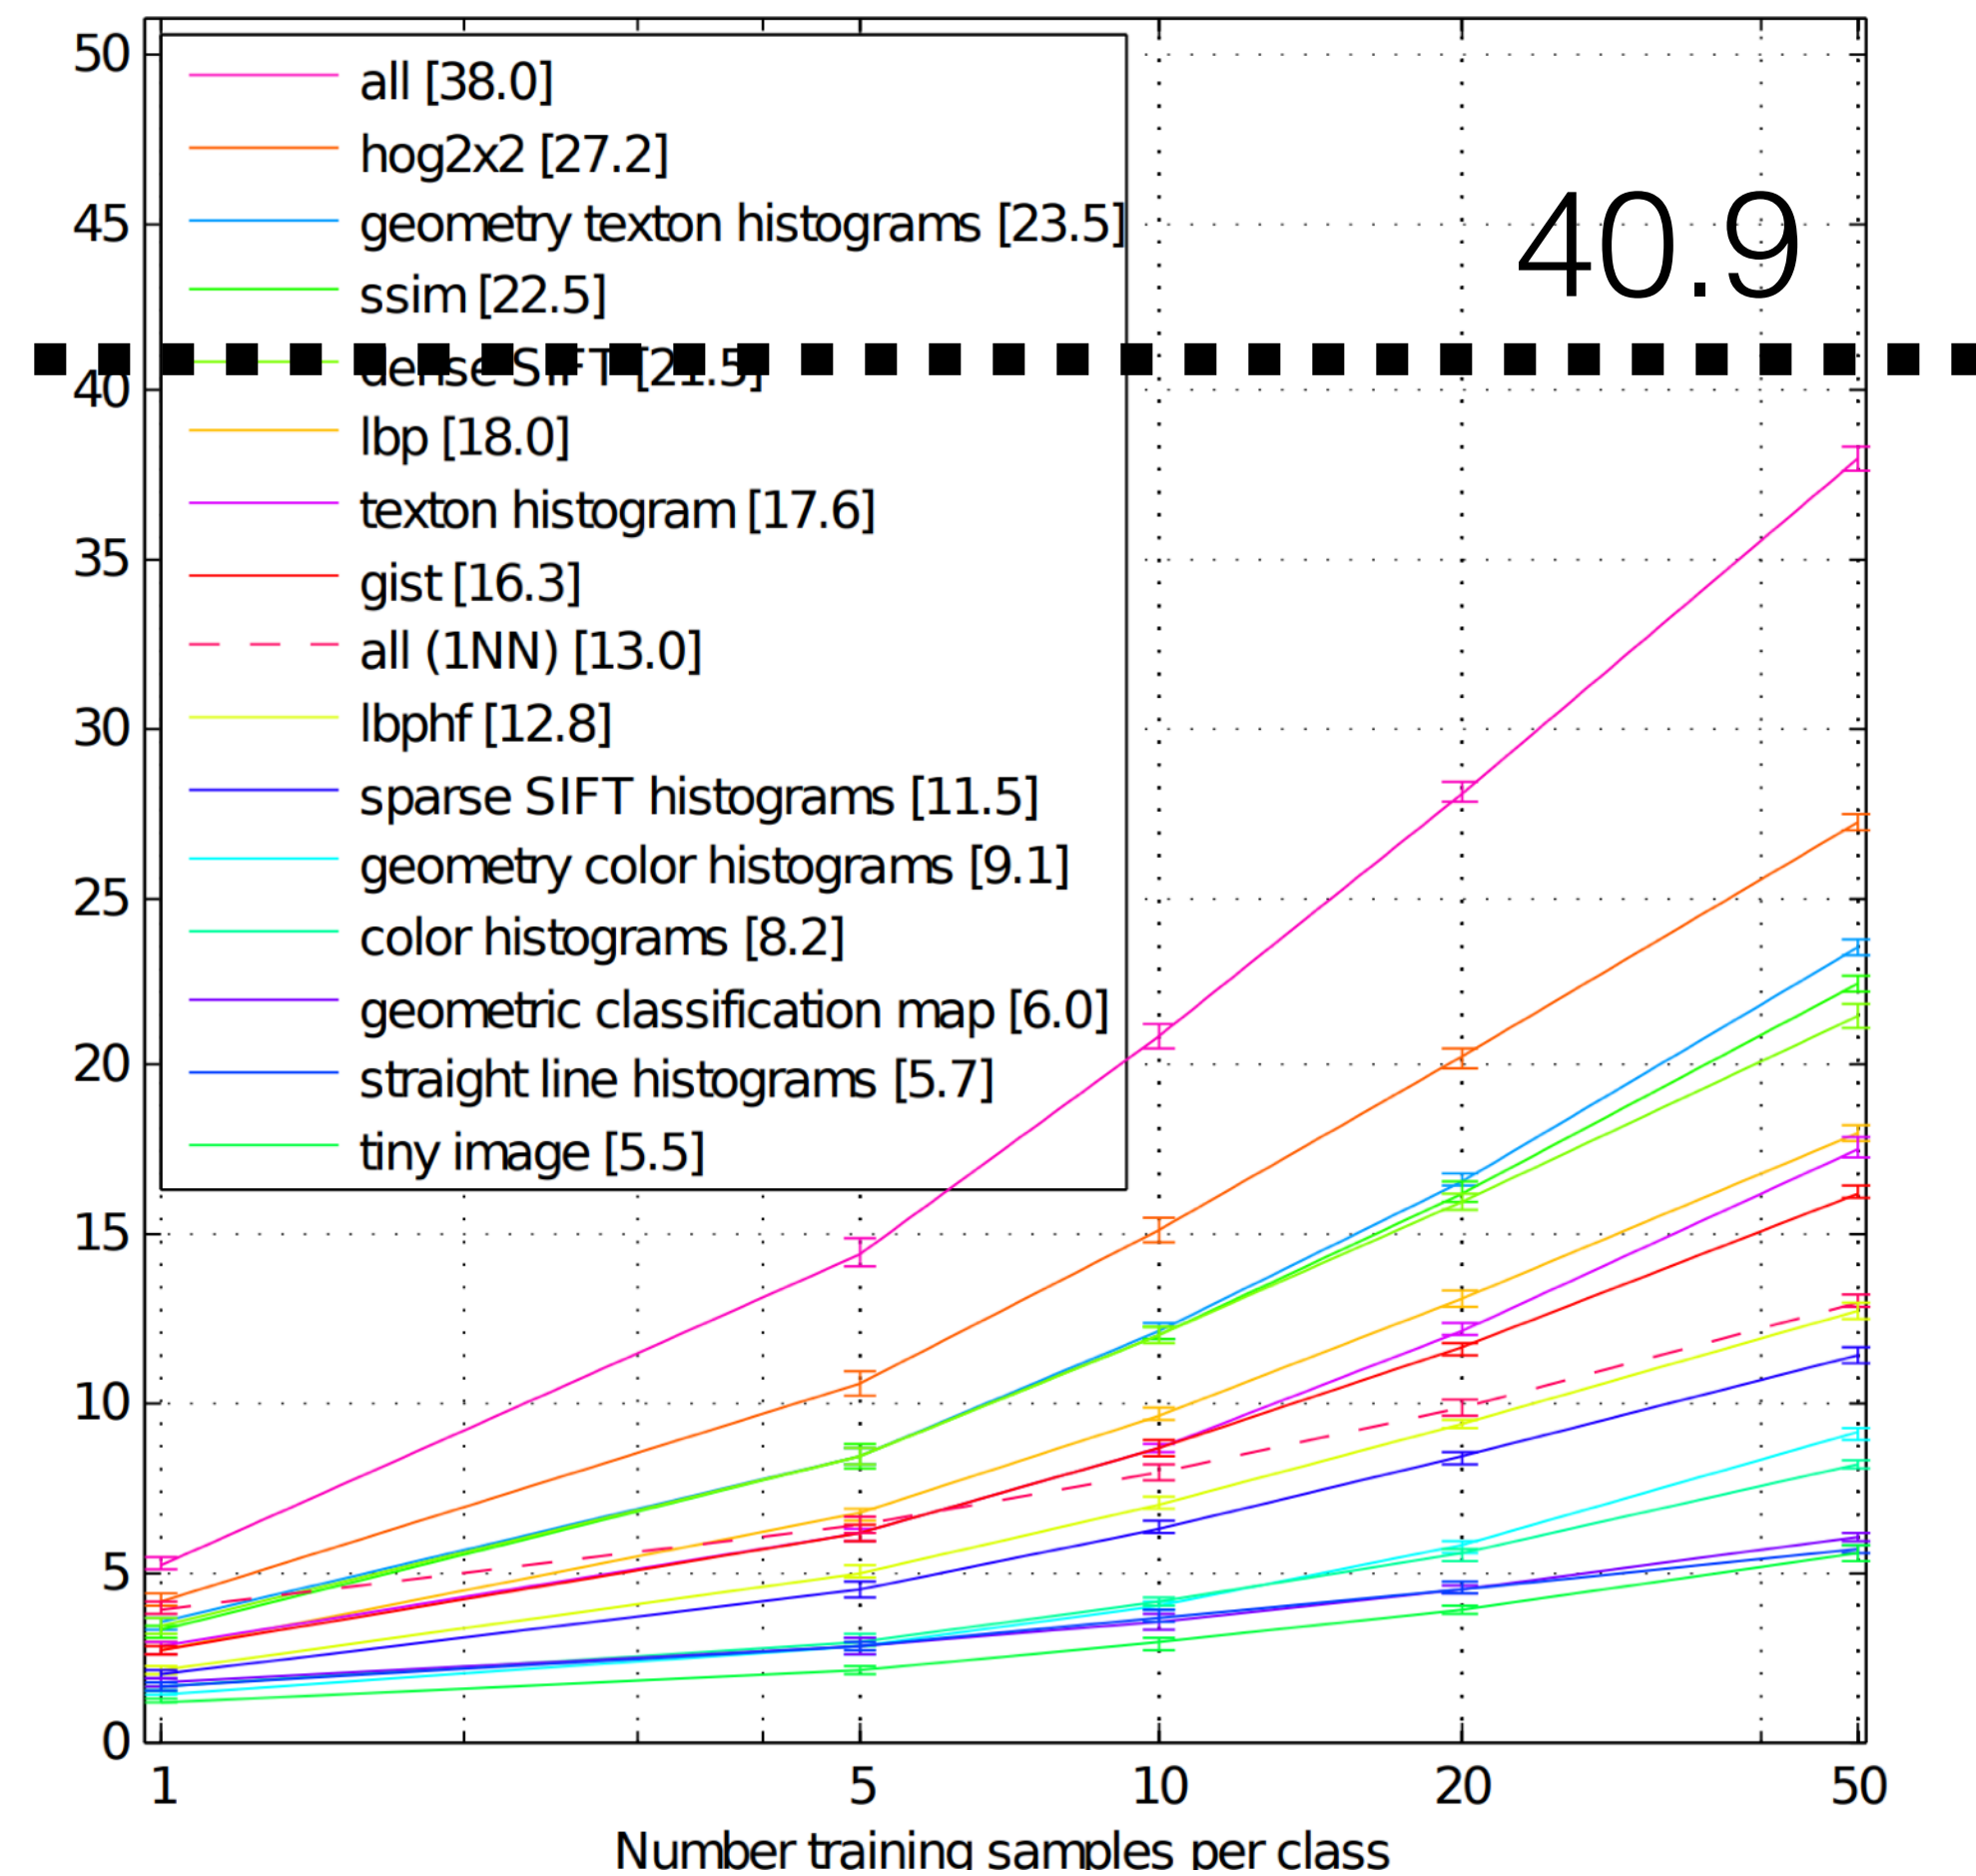 50
45
40
35
30
25
20
15
10
5
0
all [38.0]
hog2x2 [27.2]
geometry texton histograms [23.5]
ssim [22.5]
dense SIFT [21.5]
lbp [18.0]
texton histogram [17.6]
gist [16.3]
all (1NN) [13.0]
lbphf [12.8]
sparse SIFT histograms [11.5]
geometry color histograms [9.1]
color histograms [8.2]
geometric classification map [6.0]
straight line histograms [5.7]
tiny image [5.5]
40.9
1 5 10 20 50
Number training samples per class